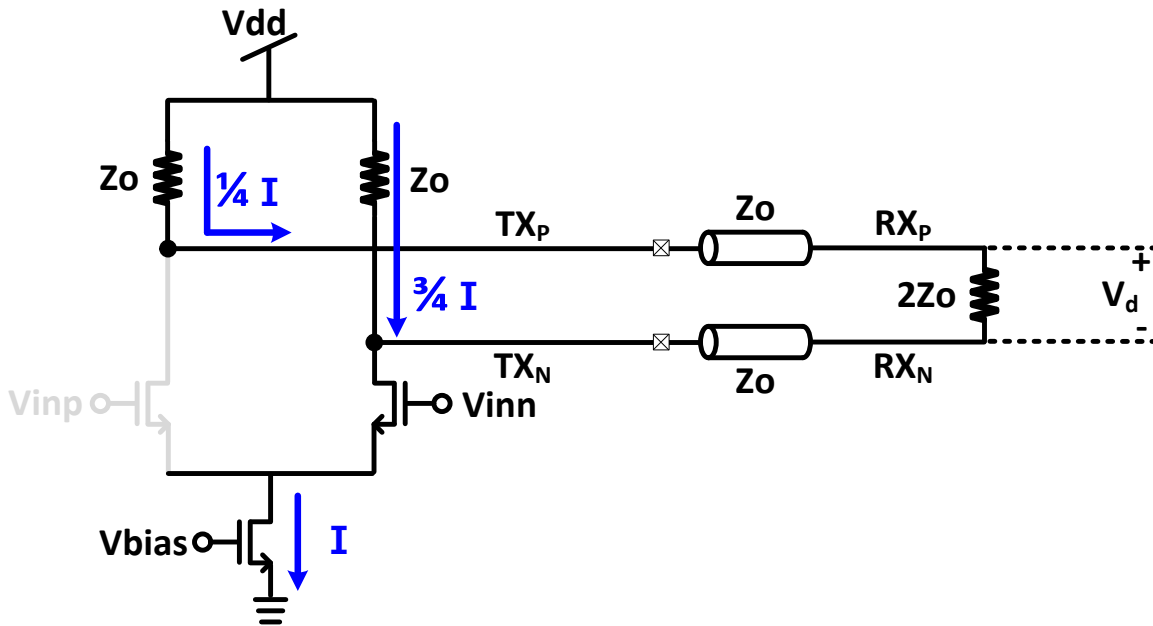 Vdd
Zo
¼ I
Zo
TXP
Zo
RXP
¾ I
2Zo
+
Vd
-
TXN
Zo
RXN
Vinp
Vinn
Vbias
I